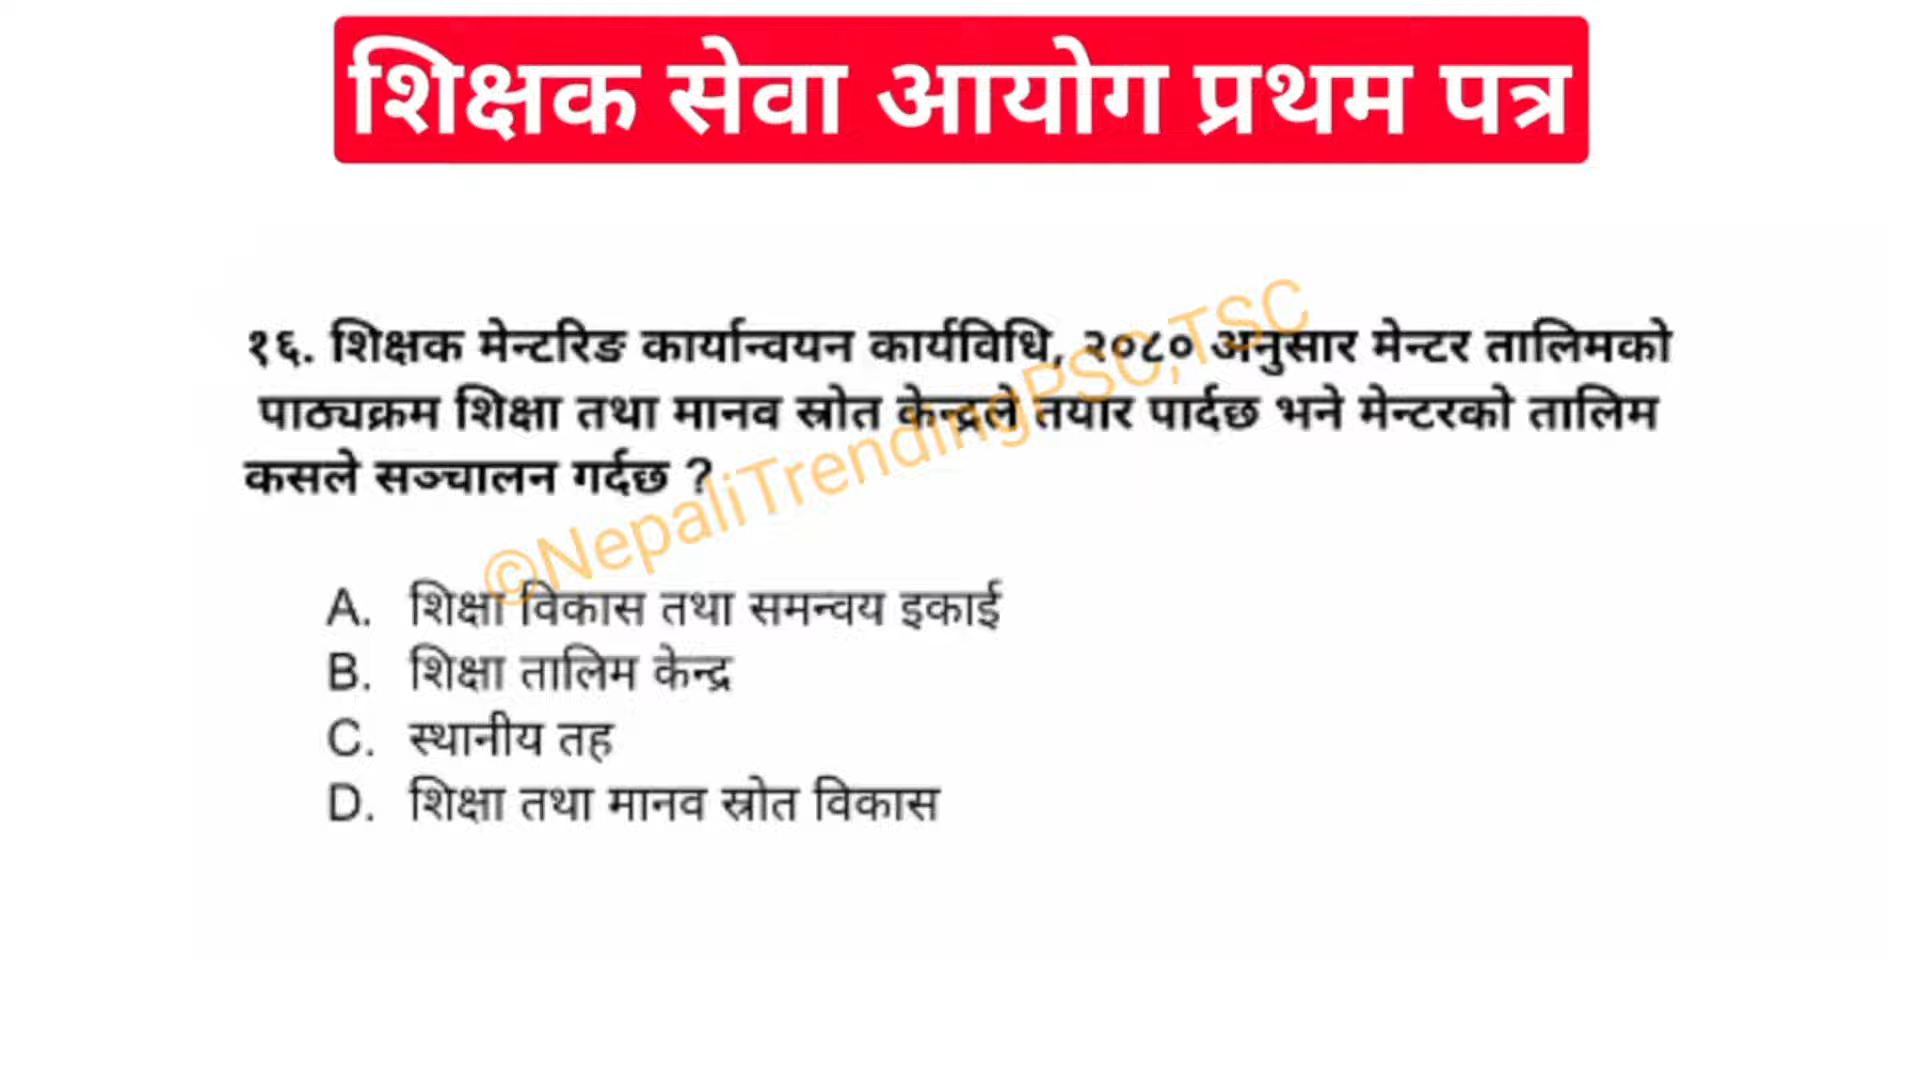 शिक्षक सेवा आयोग प्रथम पत्र
१६. शिक्षक मेन्टरिङ कार्यान्वयन कार्यविधि, २०८० अनुसार मेन्टर तालिमको
पाठ्यक्रम शिक्षा तथा मानव स्रोत केन्द्रले तयार पार्दछ भने मेन्टरको तालिम
कसले सञ्चालन गर्दछ ?
©NepaliTrendingPSC,TSC
A. शिक्षा विकास तथा समन्वय इकाई
B. शिक्षा तालिम केन्द्र
C. स्थानीय तह
D. शिक्षा तथा मानव स्रोत विकास